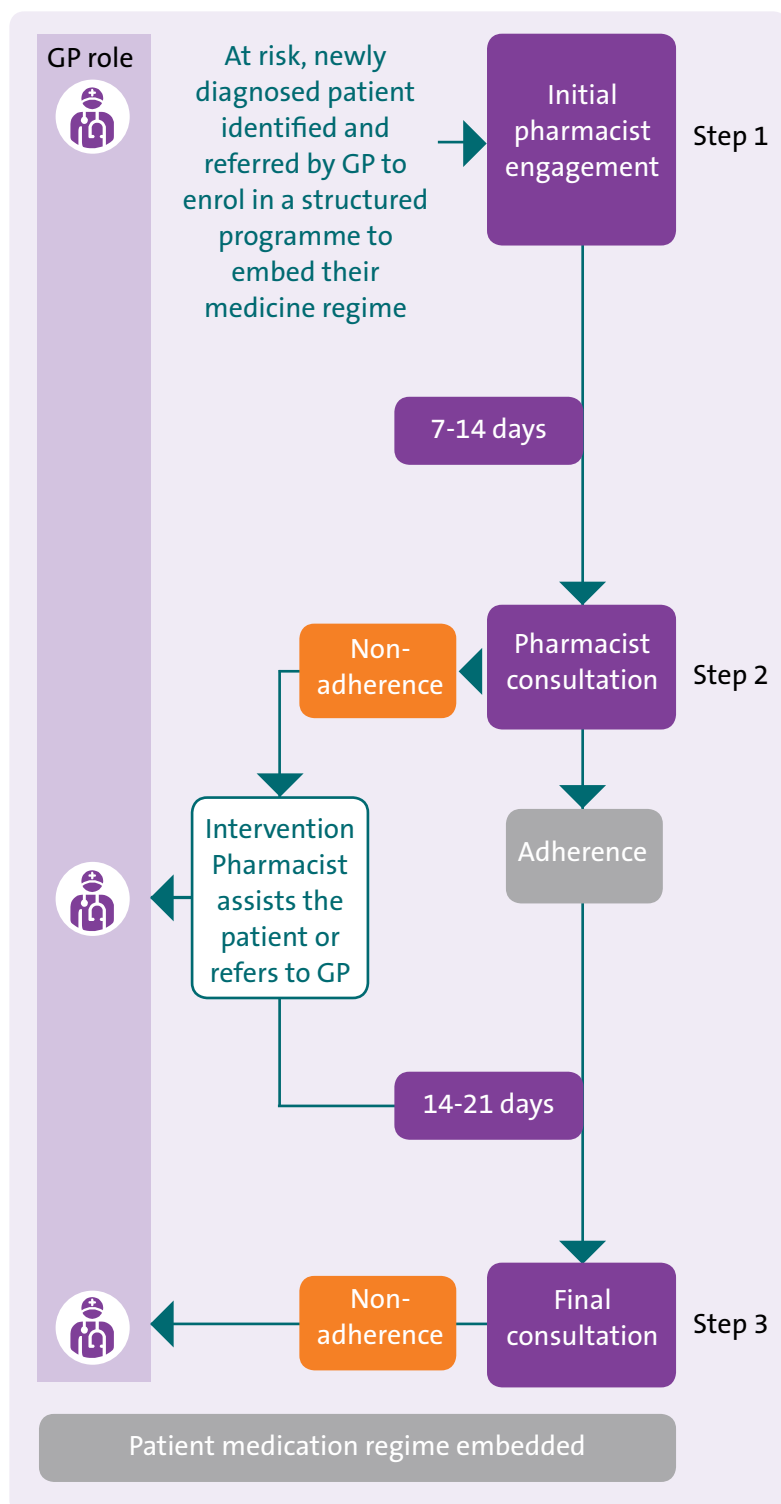 GP role
At risk, newly
diagnosed patient
identified and
referred by GP to
enrol in a structured
programme to
embed their
medicine regime
Initial
pharmacist
engagement
Step 1
7-14 days
Non-
adherence
Pharmacist
consultation
Step 2
Intervention
Pharmacist
assists the
patient or
refers to GP
Adherence
14-21 days
Non-
adherence
Final
consultation
Step 3
Patient medication regime embedded